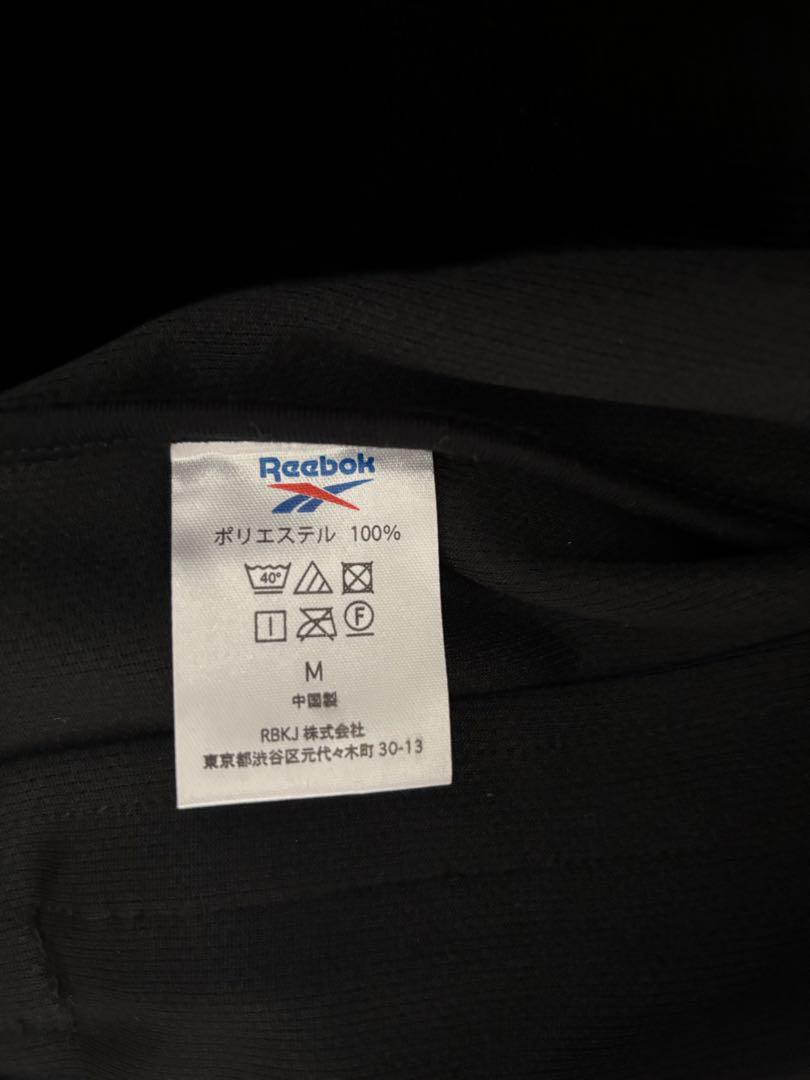 Reebok
ポリエステル 100%
40°
F
M
中国製
RBKJ 株式会社
東京都渋谷区元代々木町 30-13